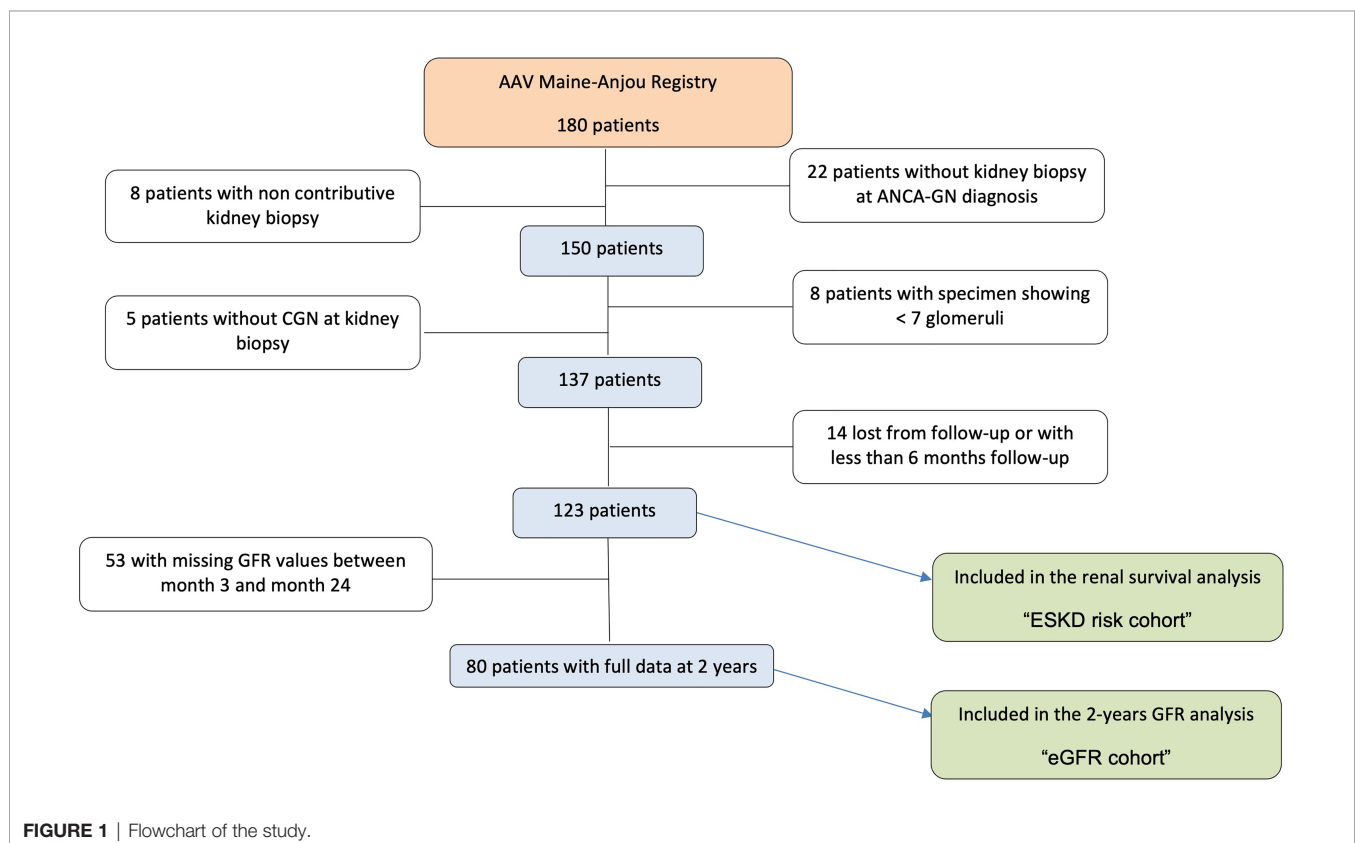 AAV Maine-Anjou Registry
180 patients
22 patients without kidney biopsy
at ANCA-GN diagnosis
8 patients with non contributive
kidney biopsy
150 patients
8 patients with specimen showing
< 7 glomeruli
5 patients without CGN at kidney
biopsy
137 patients
14 lost from follow-up or with
less than 6 months follow-up
123 patients
53 with missing GFR values between
month 3 and month 24
Included in the renal survival analysis
“ESKD risk cohort”
80 patients with full data at 2 years
Included in the 2-years GFR analysis
“eGFR cohort”
FIGURE 1 | Flowchart of the study.